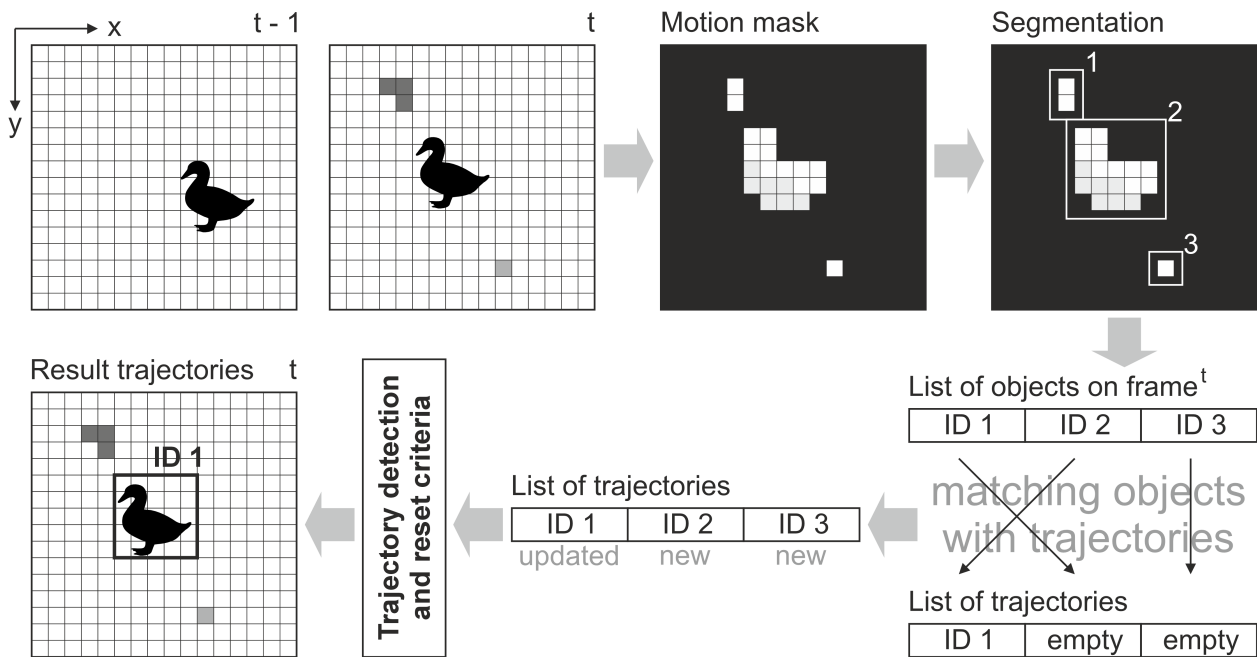 x
y
t - 1
t
Motion mask
Segmentation
1
2
3
List of objects on frame t
ID 1 ID 2 ID 3
matching objects
with trajectories
List of trajectories
ID 1 empty empty
List of trajectories
ID 1 ID 2 ID 3
updated new new
Trajectory detection
and reset criteria
Result trajectories t
ID 1